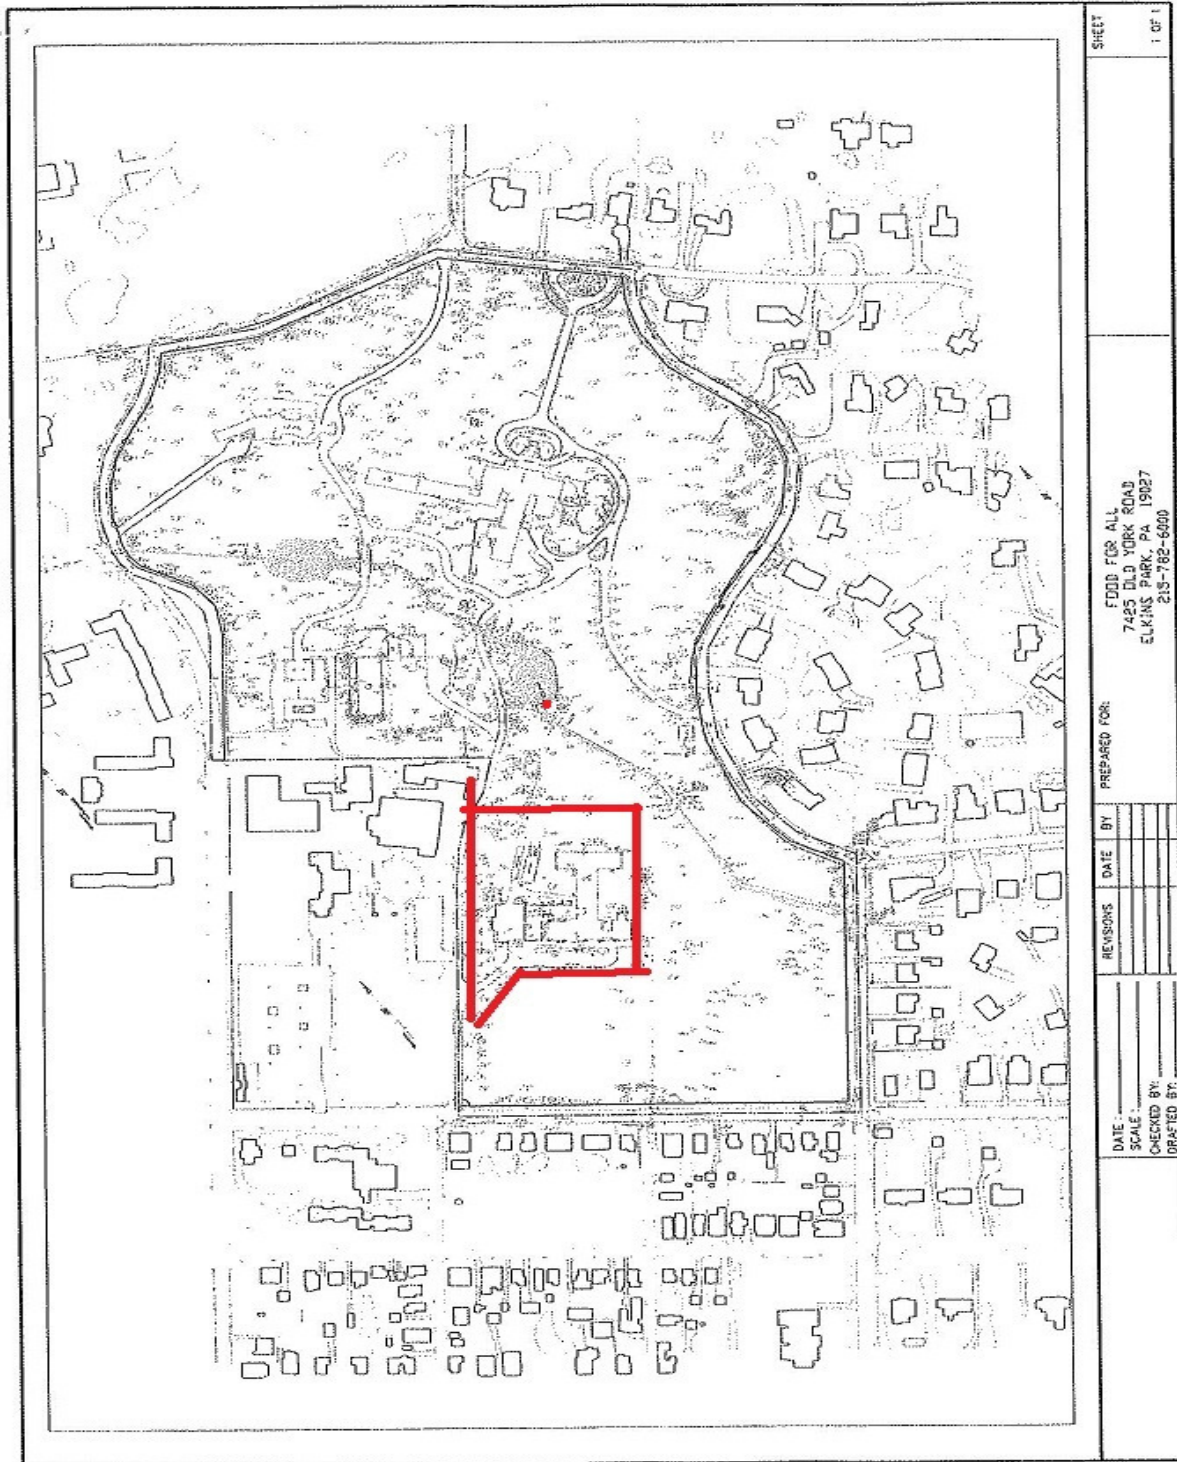 SHEET
1 OF 1
PREPARED FOR:
FOOD FOR ALL
7425 OLD YORK ROAD
ELKINS PARK, PA 19027
215-782-6000
REVISIONS
DATE
BY
DATE
SCALE:
CHECKED BY:
DRAFTED BY: